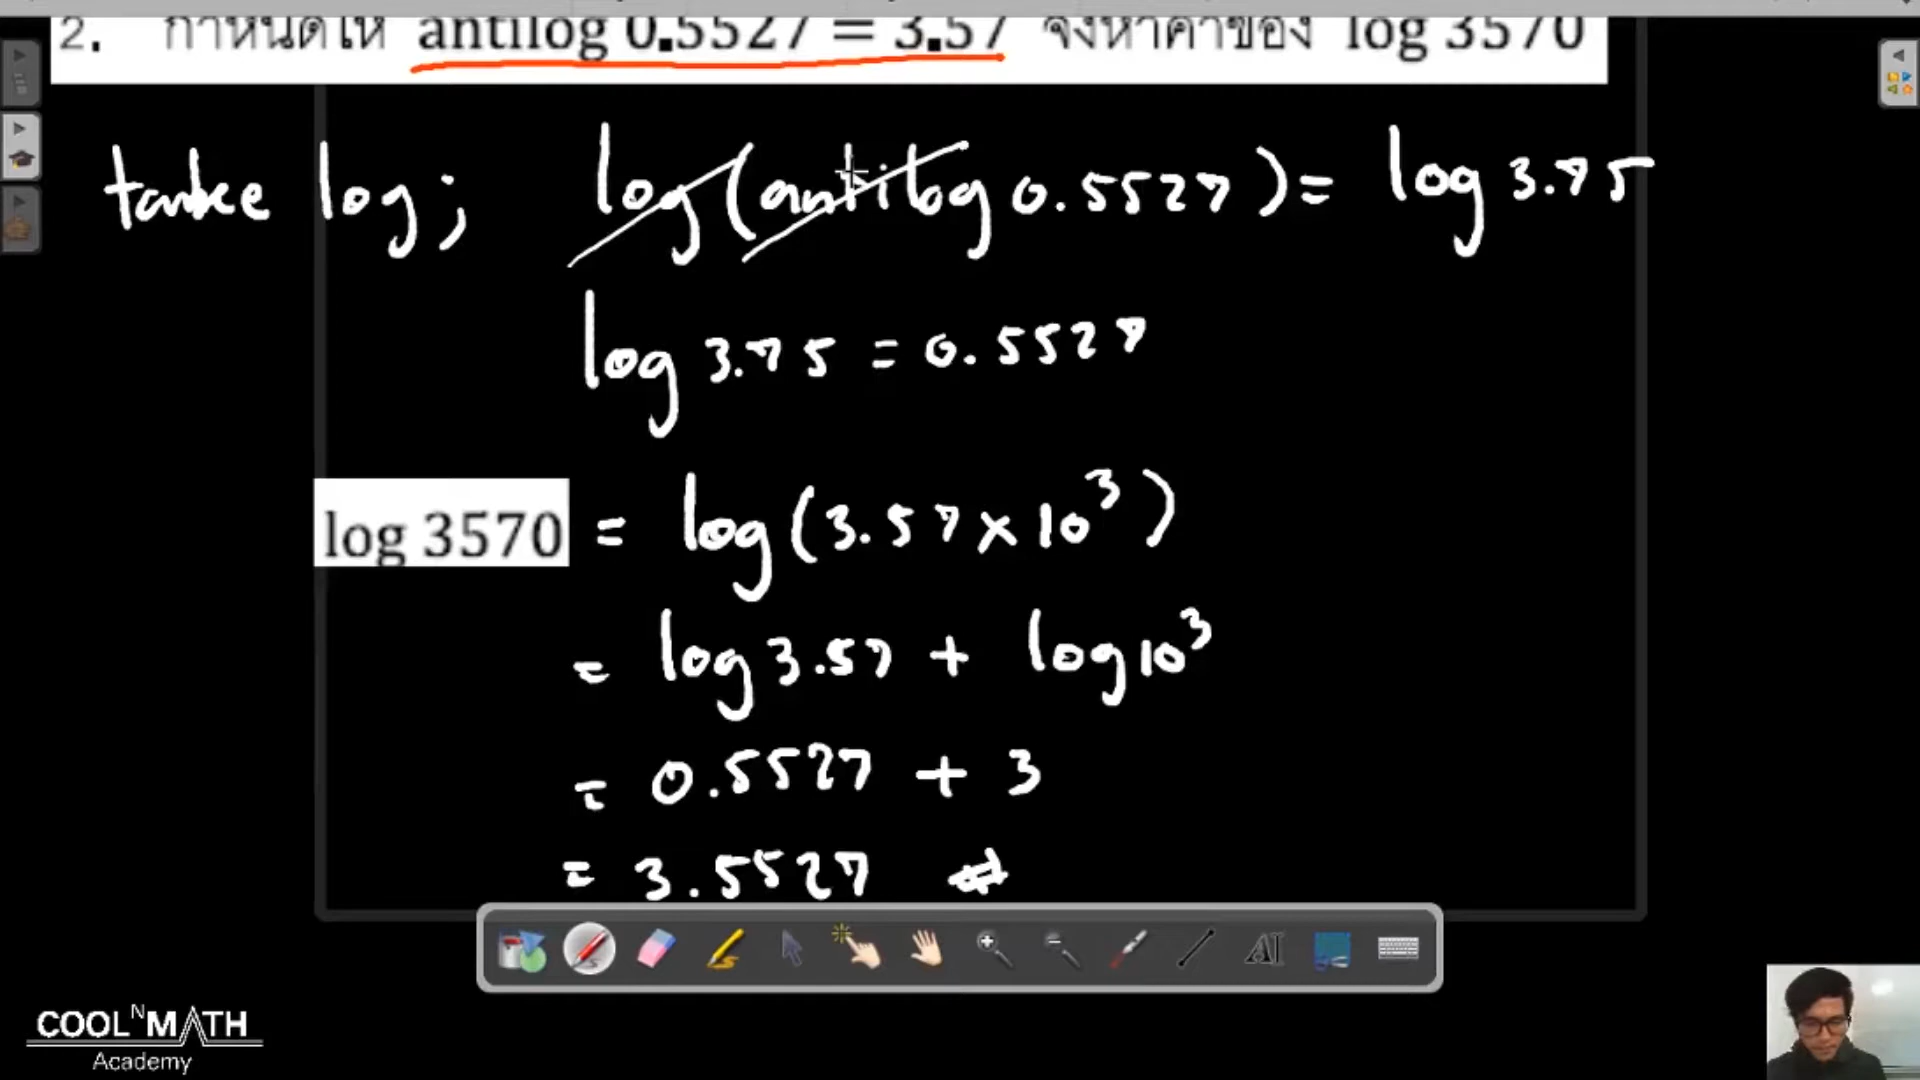 2. กำหนดให้ antilog 0.5527 = 3.57 จงหาค่าของ log 3570
take log; log(antilog 0.5527) = log 3.75
log 3.75 = 0.5527
log 3570 = log(3.57×10³)
= log 3.57 + log 10³
= 0.5527 + 3
= 3.5527 #
AI
COOLᴺMATH
Academy